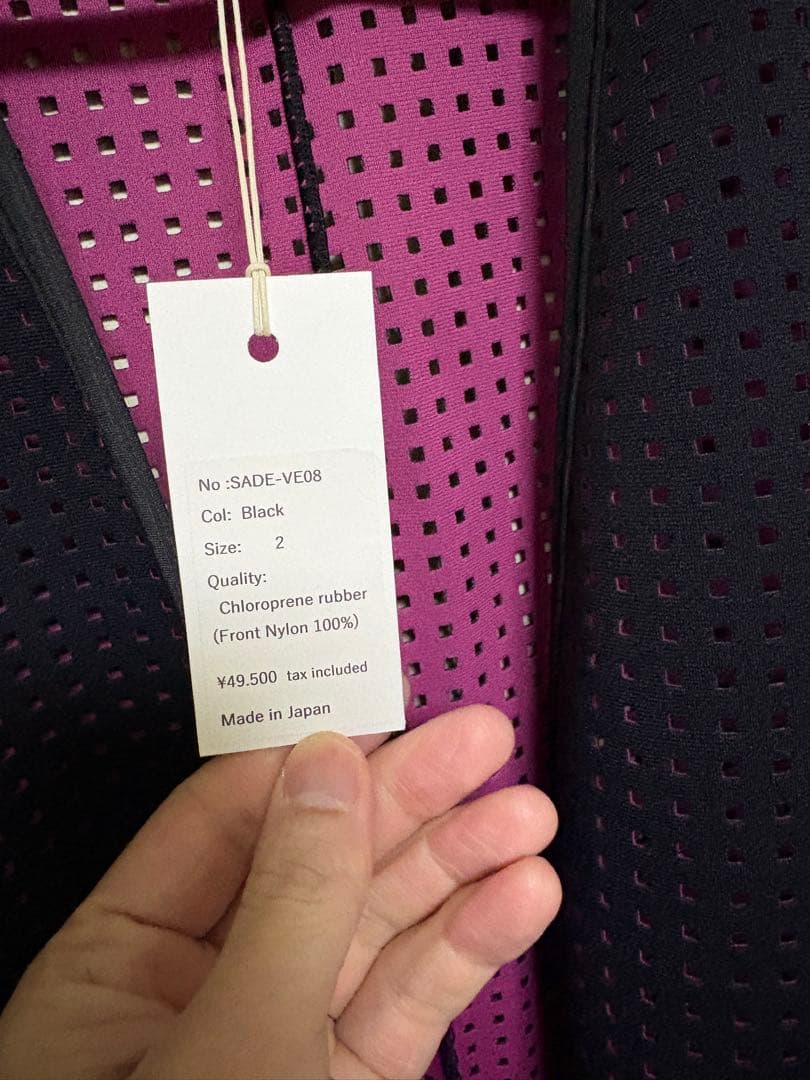 No :SADE-VE08
Col: Black
Size: 2
Quality:
Chloroprene rubber
(Front Nylon 100%)
¥49.500 tax included
Made in Japan